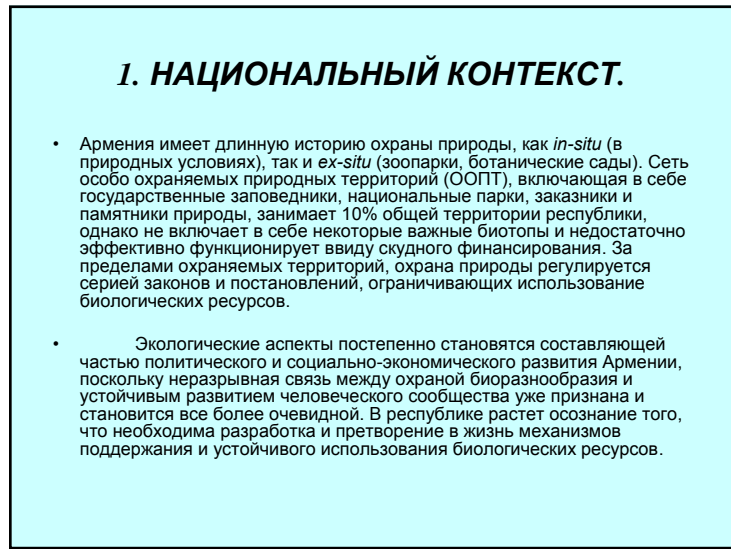 1. НАЦИОНАЛЬНЫЙ КОНТЕКСТ.
• Армения имеет длинную историю охраны природы, как in-situ (в
природных условиях), так и ex-situ (зоопарки, ботанические сады). Сеть
особо охраняемых природных территорий (ООПТ), включающая в себе
государственные заповедники, национальные парки, заказники и
памятники природы, занимает 10% общей территории республики,
однако не включает в себе некоторые важные биотопы и недостаточно
эффективно функционирует ввиду скудного финансирования. За
пределами охраняемых территорий, охрана природы регулируется
серией законов и постановлений, ограничивающих использование
биологических ресурсов.
• Экологические аспекты постепенно становятся составляющей
частью политического и социально-экономического развития Армении,
поскольку неразрывная связь между охраной биоразнообразия и
устойчивым развитием человеческого сообщества уже признана и
становится все более очевидной. В республике растет осознание того,
что необходима разработка и претворение в жизнь механизмов
поддержания и устойчивого использования биологических ресурсов.